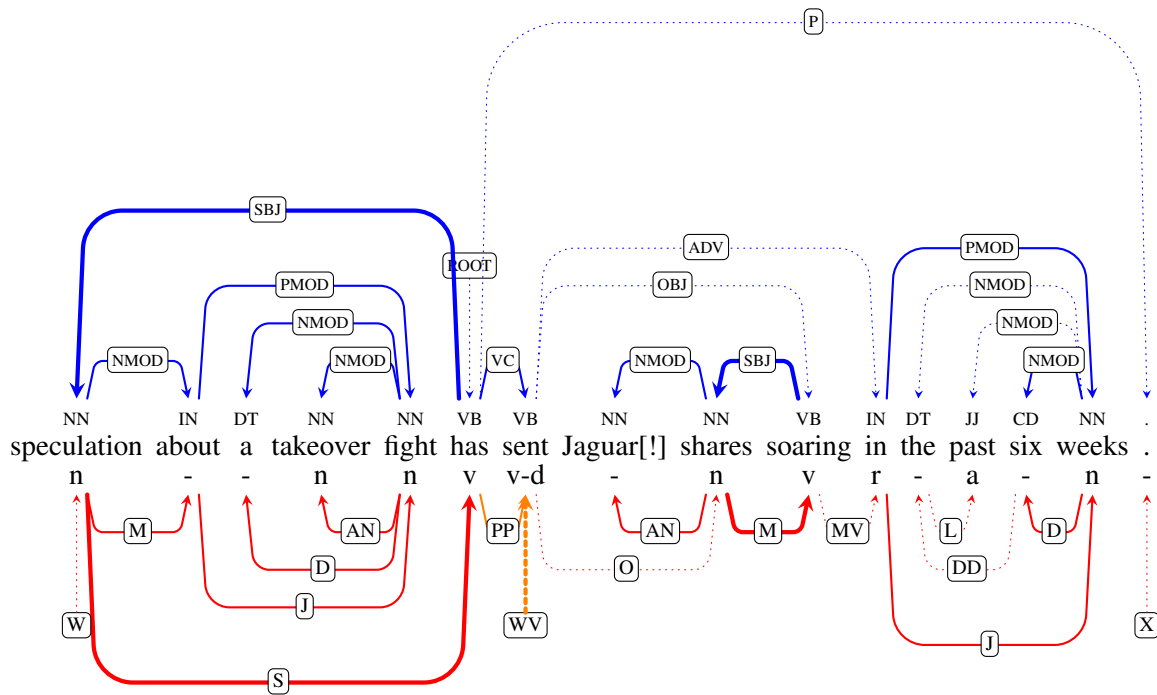 P
SBJ
ADV
PMOD
ROOT
PMOD
OBJ
NMOD
NMOD
NMOD
NMOD
NMOD
VC
NMOD
SBJ
NMOD
NN IN DT NN NN VB VB NN NN VB IN DT JJ CD NN .
speculation about a takeover fight has sent Jaguar[!] shares soaring in the past six weeks .
n - - n n v v-d - n v r - a - n -
M
AN
PP
AN
M
MV
L
D
D
O
DD
J
W
WV
X
J
S